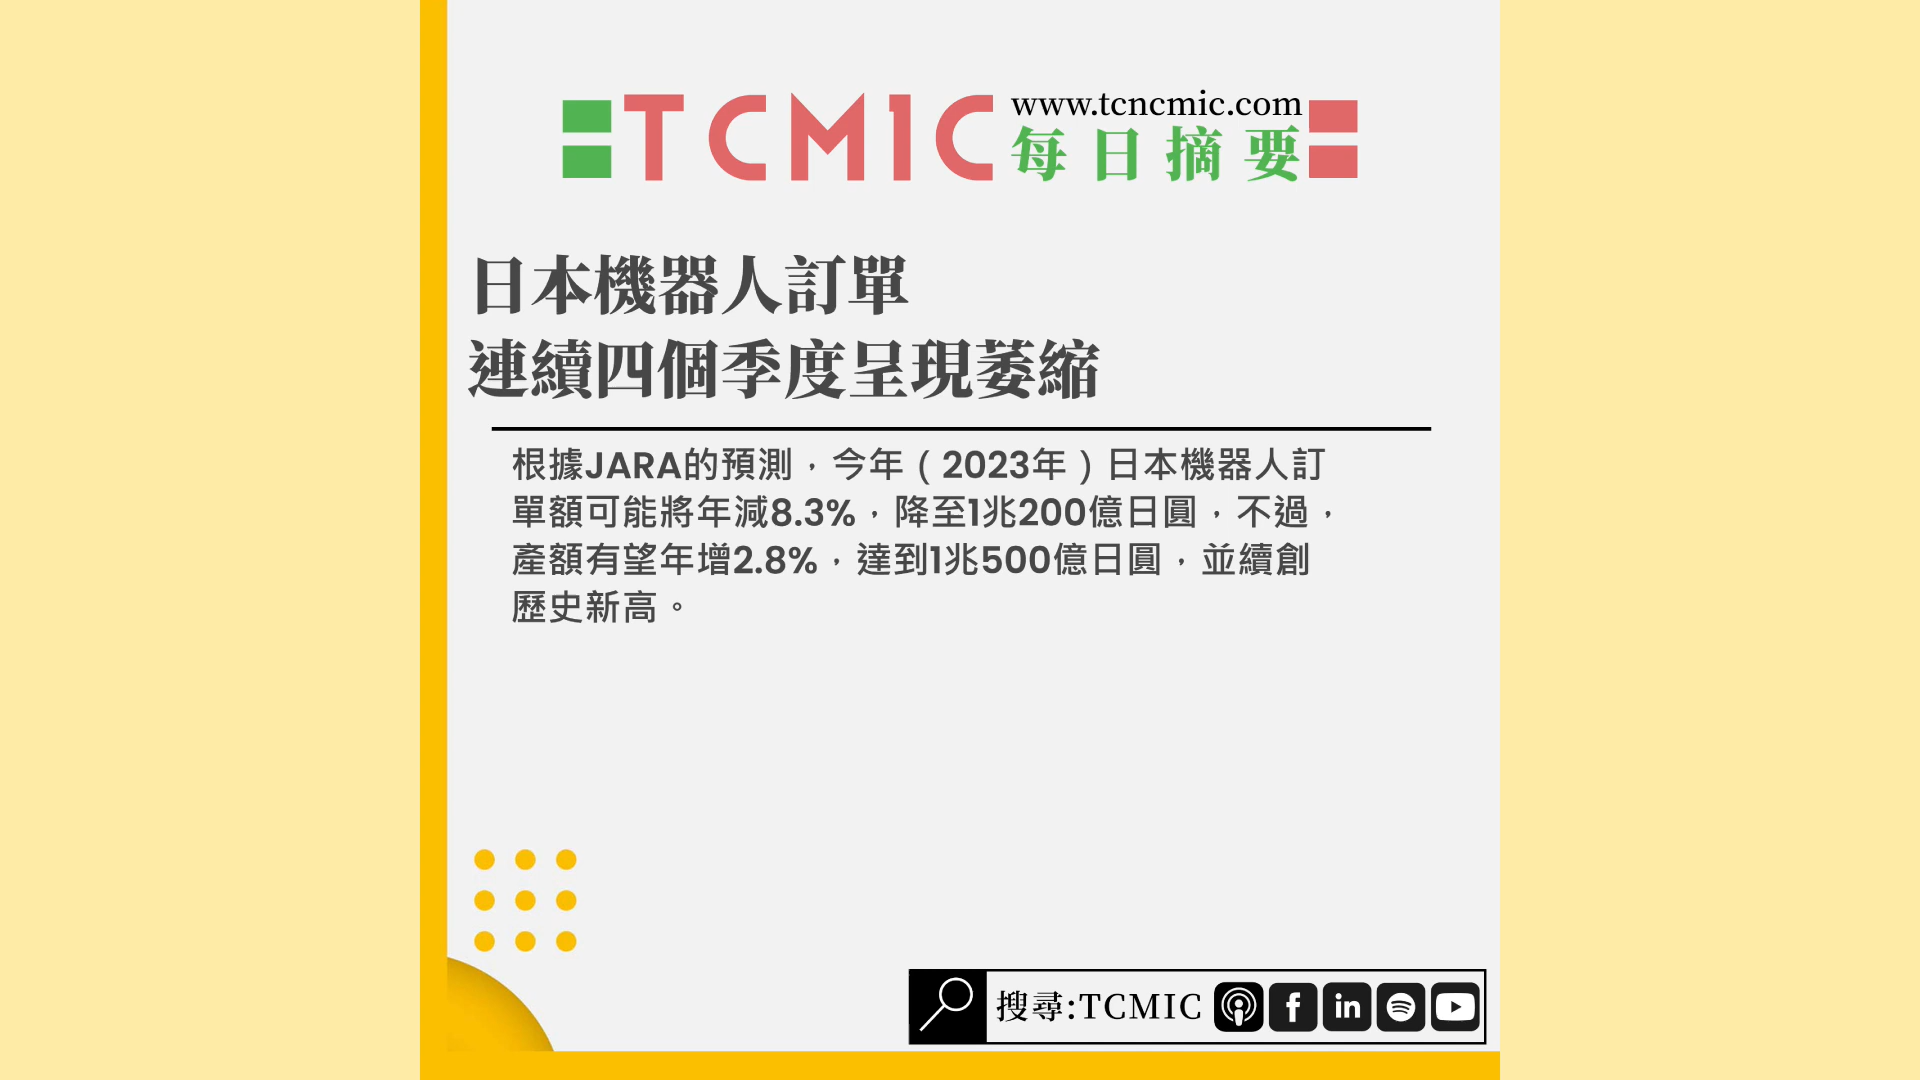 TCM1C
www.tcncmic.com
每日摘要
日本機器人訂單
連續四個季度呈現萎縮
根據JARA的預測，今年（2023年）日本機器人訂
單額可能將年減8.3%，降至1兆200億日圓，不過，
產額有望年增2.8%，達到1兆500億日圓，並續創
歷史新高。
搜尋:TCMIC